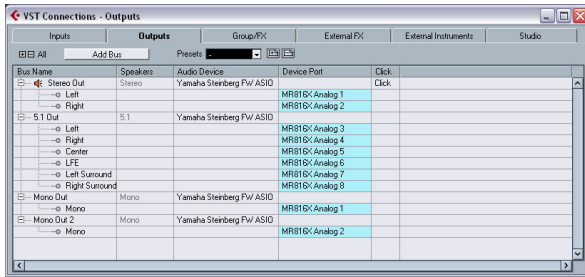 VST Connections - Outputs
Inputs Outputs Group/FX External FX External Instruments Studio
All Add Bus Presets -
Bus Name Speakers Audio Device Device Port Click
Stereo Out Stereo Yamaha Steinberg FW ASIO Click
Left MR816X Analog 1
Right MR816X Analog 2
5.1 Out 5.1 Yamaha Steinberg FW ASIO
Left MR816X Analog 3
Right MR816X Analog 4
Center MR816X Analog 5
LFE MR816X Analog 6
Left Surround MR816X Analog 7
Right Surround MR816X Analog 8
Mono Out Mono Yamaha Steinberg FW ASIO
Mono MR816X Analog 1
Mono Out 2 Mono Yamaha Steinberg FW ASIO
Mono MR816X Analog 2